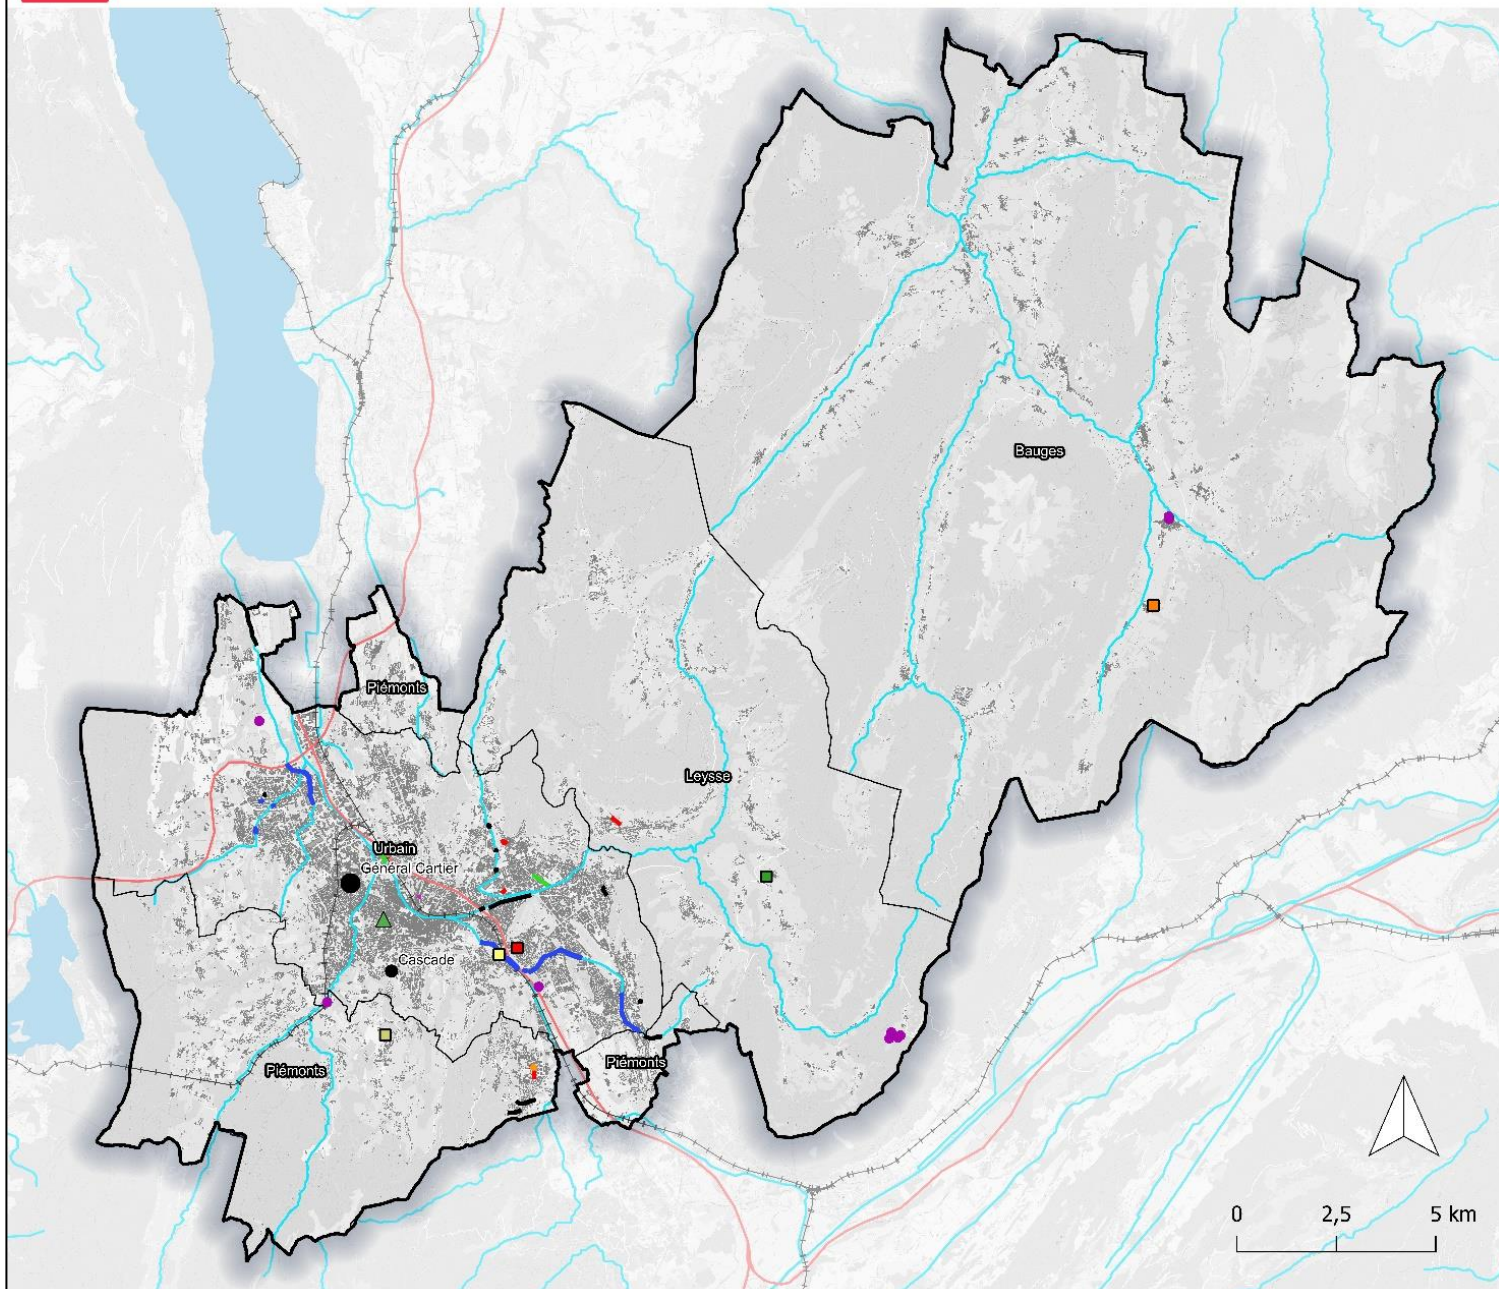 Bauges
Piémonts
Leysse
Urbain
Général Cartier
Cascade
Piémonts
Piémonts
0 2,5 5 km